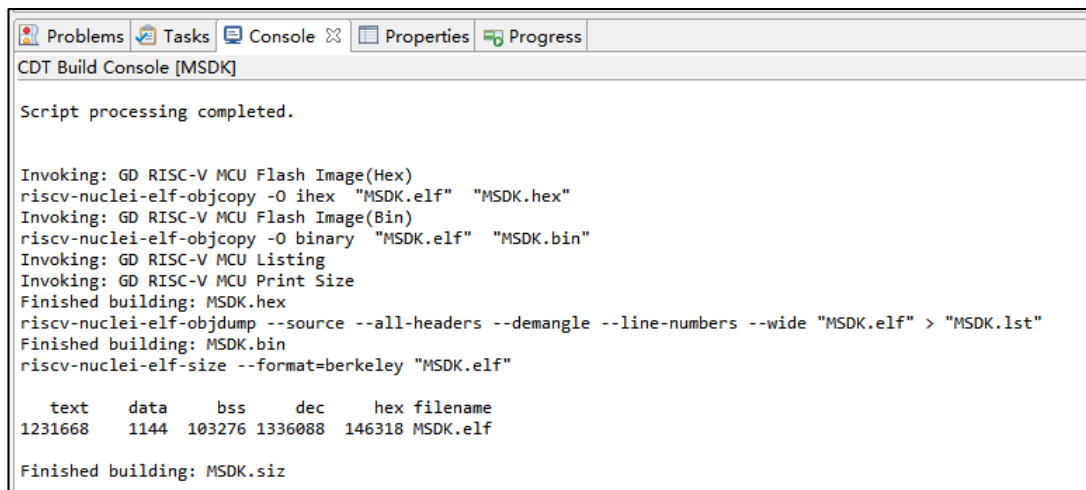 Problems Tasks Console Properties Progress
CDT Build Console [MSDK]
Script processing completed.
Invoking: GD RISC-V MCU Flash Image(Hex)
riscv-nuclei-elf-objcopy -O ihex "MSDK.elf" "MSDK.hex"
Invoking: GD RISC-V MCU Flash Image(Bin)
riscv-nuclei-elf-objcopy -O binary "MSDK.elf" "MSDK.bin"
Invoking: GD RISC-V MCU Listing
Invoking: GD RISC-V MCU Print Size
Finished building: MSDK.hex
riscv-nuclei-elf-objdump --source --all-headers --demangle --line-numbers --wide "MSDK.elf" > "MSDK.lst"
Finished building: MSDK.bin
riscv-nuclei-elf-size --format=berkeley "MSDK.elf"
text data bss dec hex filename
1231668 1144 103276 1336088 146318 MSDK.elf
Finished building: MSDK.siz